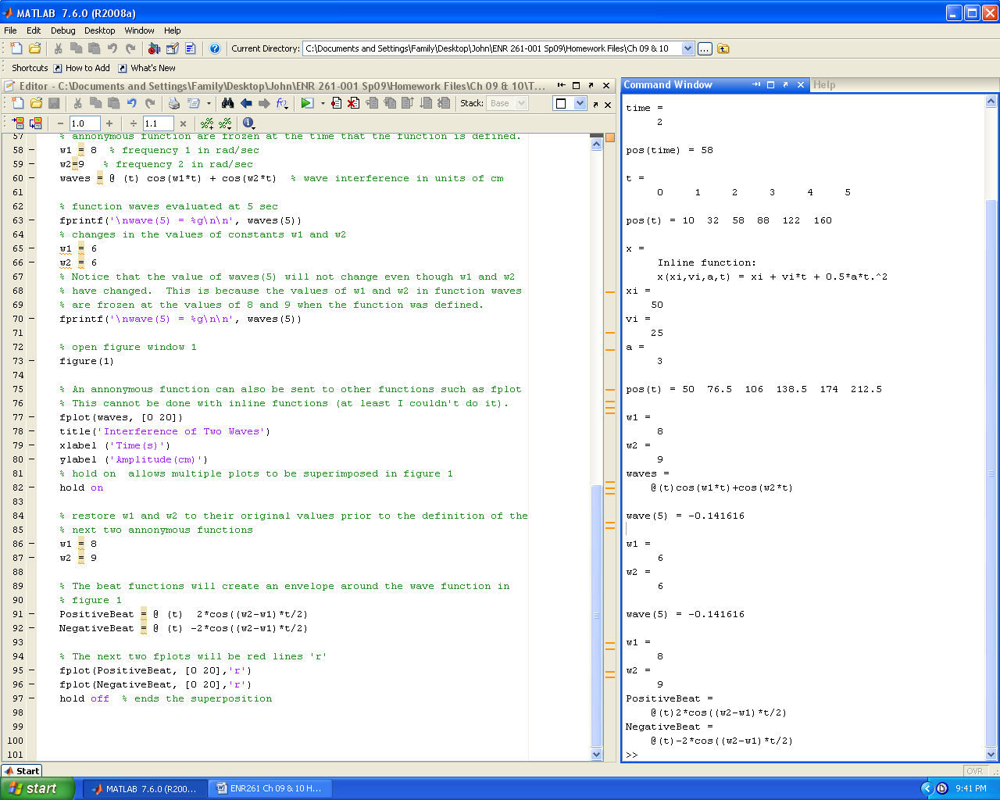 MATLAB 7.6.0 (R2008a)
File Edit Debug Desktop Window Help
Current Directory: C:\Documents and Settings\Family\Desktop\John\ENR 261-001 Sp09\Homework Files\Ch 09 & 10 ...
Shortcuts How to Add What's New
Editor - C:\Documents and Settings\Family\Desktop\John\ENR 261-001 Sp09\Homework Files\Ch 09 & 10\T...
Stack: Base
− 1.0 + ÷ 1.1 ×
57 % annonymous function are frozen at the time that the function is defined.
58 – w1 = 8 % frequency 1 in rad/sec
59 – w2=9 % frequency 2 in rad/sec
60 – waves = @ (t) cos(w1*t) + cos(w2*t) % wave interference in units of cm
61
62 % function waves evaluated at 5 sec
63 – fprintf('\nwave(5) = %g\n\n', waves(5))
64 % changes in the values of constants w1 and w2
65 – w1 = 6
66 – w2 = 6
67 % Notice that the value of waves(5) will not change even though w1 and w2
68 % have changed.  This is because the values of w1 and w2 in function waves
69 % are frozen at the values of 8 and 9 when the function was defined.
70 – fprintf('\nwave(5) = %g\n\n', waves(5))
71
72 % open figure window 1
73 – figure(1)
74
75 % An annonymous function can also be sent to other functions such as fplot
76 % This cannot be done with inline functions (at least I couldn't do it).
77 – fplot(waves, [0 20])
78 – title('Interference of Two Waves')
79 – xlabel ('Time(s)')
80 – ylabel ('Amplitude(cm)')
81 % hold on  allows multiple plots to be superimposed in figure 1
82 – hold on
83
84 % restore w1 and w2 to their original values prior to the definition of the
85 % next two annonymous functions
86 – w1 = 8
87 – w2 = 9
88
89 % The beat functions will create an envelope around the wave function in
90 % figure 1
91 – PositiveBeat = @ (t)  2*cos((w2-w1)*t/2)
92 – NegativeBeat = @ (t) -2*cos((w2-w1)*t/2)
93
94 % The next two fplots will be red lines 'r'
95 – fplot(PositiveBeat, [0 20],'r')
96 – fplot(NegativeBeat, [0 20],'r')
97 – hold off  % ends the superposition
98
99
100
101
Command Window Help
time =
2
pos(time) = 58
t =
0 1 2 3 4 5
pos(t) = 10 32 58 88 122 160
x =
Inline function:
x(xi,vi,a,t) = xi + vi*t + 0.5*a*t.^2
xi =
50
vi =
25
a =
3
pos(t) = 50 76.5 106 138.5 174 212.5
w1 =
8
w2 =
9
waves =
@(t)cos(w1*t)+cos(w2*t)
wave(5) = -0.141616
w1 =
6
w2 =
6
wave(5) = -0.141616
w1 =
8
w2 =
9
PositiveBeat =
@(t)2*cos((w2-w1)*t/2)
NegativeBeat =
@(t)-2*cos((w2-w1)*t/2)
>>
Start OVR
start MATLAB 7.6.0 (R200... ENR261 Ch 09 & 10 H... 9:41 PM